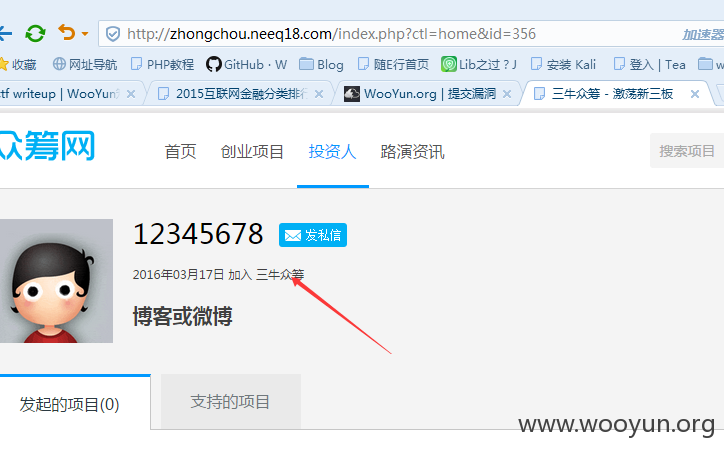 http://zhongchou.neeq18.com/index.php?ctl=home&id=356 加速器
收藏 网址导航 PHP教程 GitHub · W Blog 随E行首页 Lib之过？J 安装 Kali 登入 | Tea w
tf writeup | WooYun 2015互联网金融分类排行 WooYun.org | 提交漏洞 三牛众筹 - 激荡新三板
众筹网 首页 创业项目 投资人 路演资讯 搜索项目
12345678 发私信
2016年03月17日 加入 三牛众筹
博客或微博
发起的项目(0) 支持的项目
www.wooyun.org